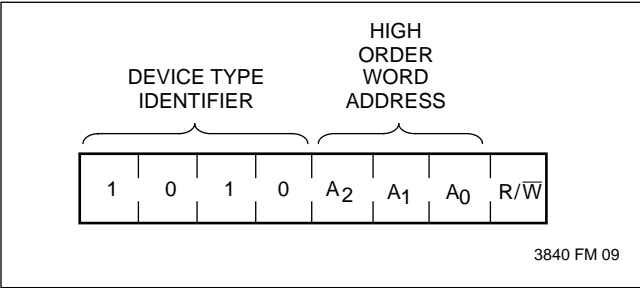 HIGH
ORDER
WORD
ADDRESS
DEVICE TYPE
IDENTIFIER
1 0 1 0 A2 A1 A0 R/W̅
3840 FM 09